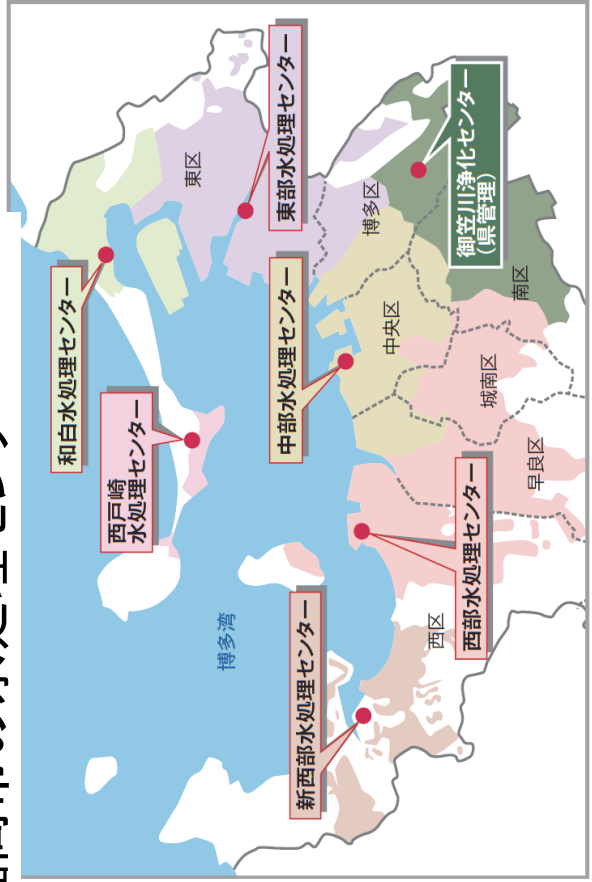 和白水処理センター
西戸崎
水処理センター
東区
博多湾
新西部水処理センター
中部水処理センター
東部水処理センター
博多区
中央区
西区
西部水処理センター
御笠川浄化センター
(県管理)
城南区
南区
早良区